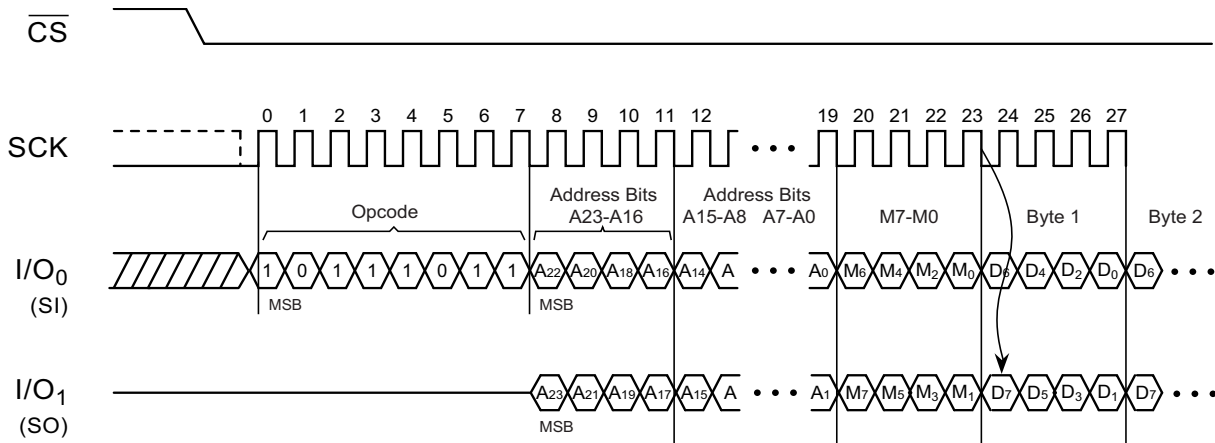 CS
SCK
0 1 2 3 4 5 6 7 8 9 10 11 12 19 20 21 22 23 24 25 26 27
Opcode
Address Bits
A23-A16
Address Bits
A15-A8 A7-A0
M7-M0
Byte 1
Byte 2
I/O0
(SI)
1 0 1 1 1 0 1 1 A22 A20 A18 A16 A14 A A0 M6 M4 M2 M0 D6 D4 D2 D0 D6
MSB MSB
I/O1
(SO)
A23 A21 A19 A17 A15 A A1 M7 M5 M3 M1 D7 D5 D3 D1 D7
MSB